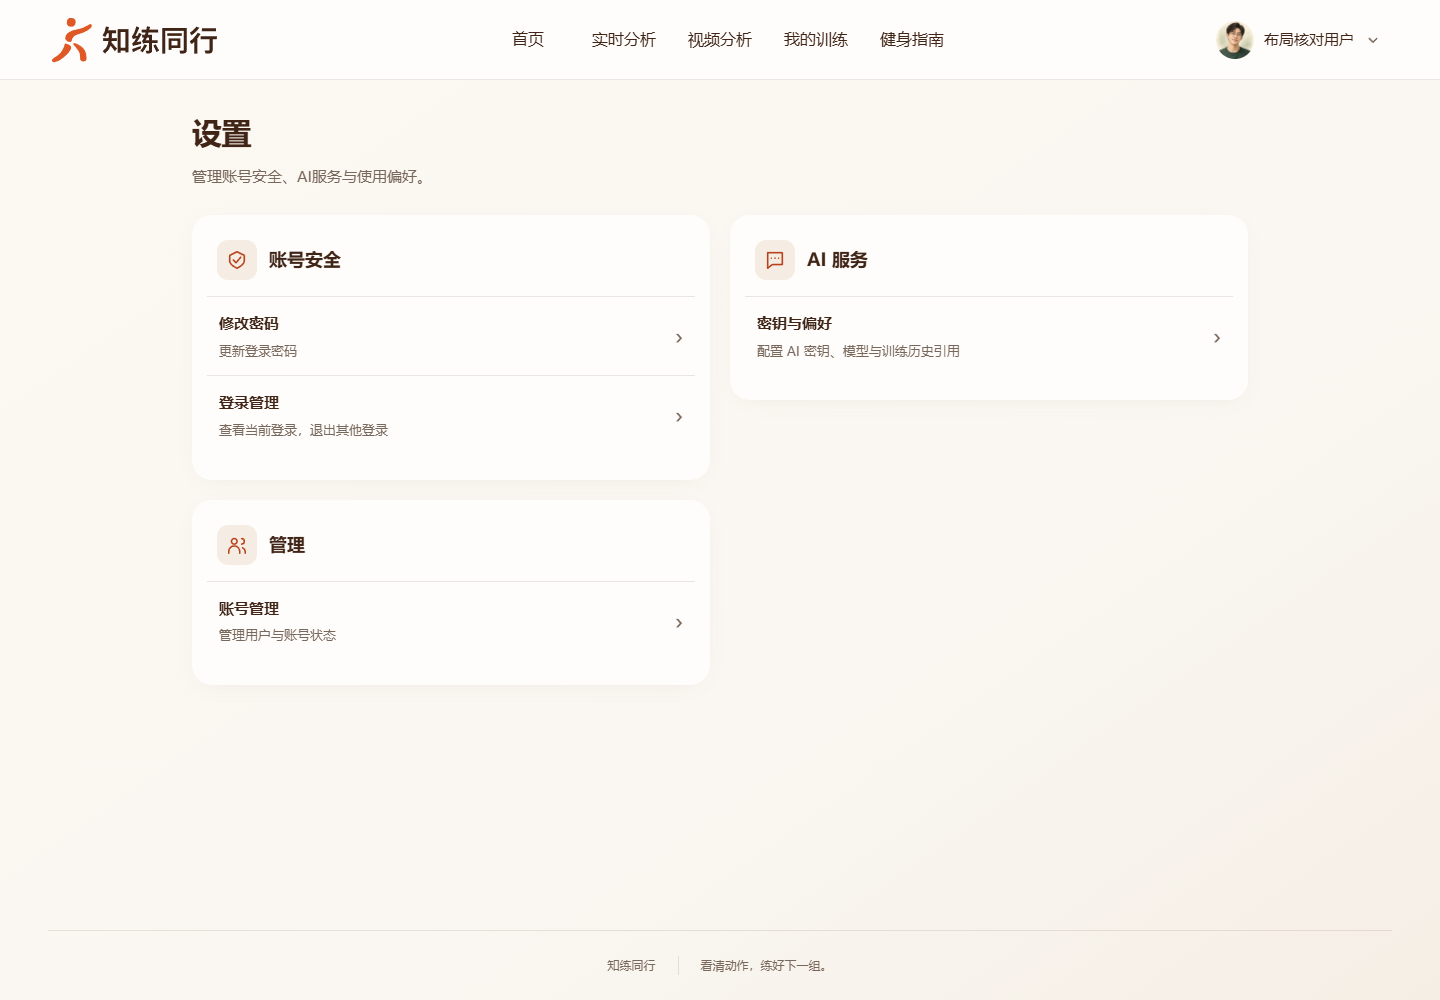 知练同行
首页 实时分析 视频分析 我的训练 健身指南
布局核对用户
设置
管理账号安全、AI服务与使用偏好。
账号安全
修改密码
更新登录密码
登录管理
查看当前登录，退出其他登录
AI 服务
密钥与偏好
配置 AI 密钥、模型与训练历史引用
管理
账号管理
管理用户与账号状态
知练同行 看清动作，练好下一组。